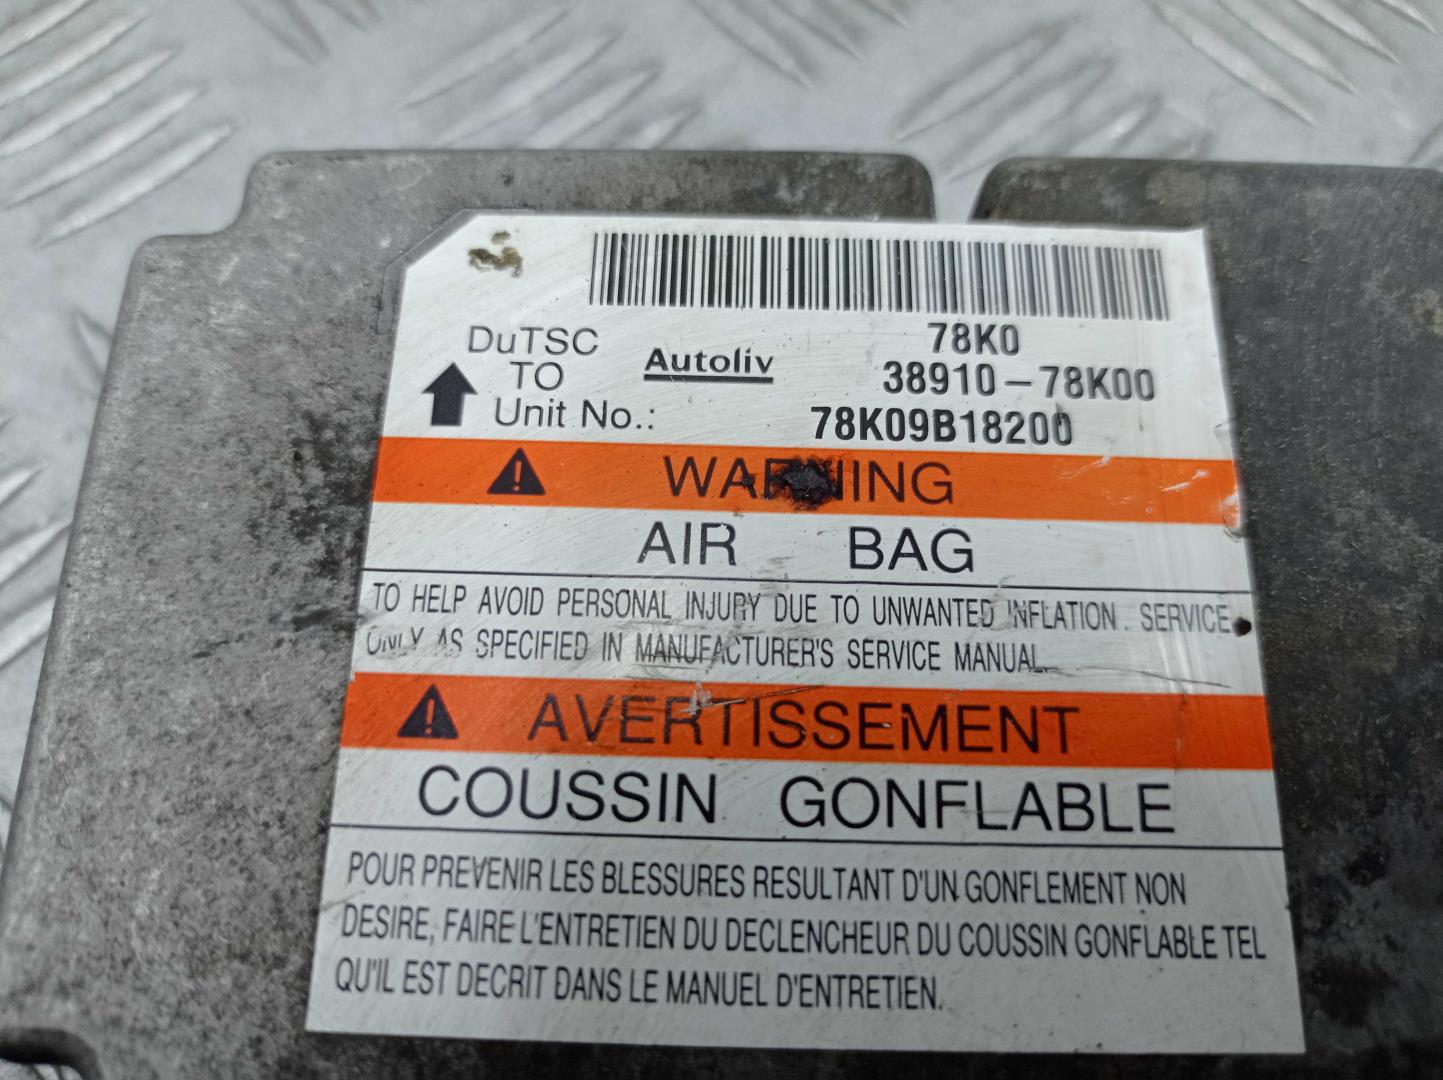 DuTSC
TO
Unit No.:
Autoliv
78K0
38910-78K00
78K09B18200
WARNING
AIR BAG
TO HELP AVOID PERSONAL INJURY DUE TO UNWANTED INFLATION. SERVICE
ONLY AS SPECIFIED IN MANUFACTURER'S SERVICE MANUAL.
AVERTISSEMENT
COUSSIN GONFLABLE
POUR PREVENIR LES BLESSURES RESULTANT D'UN GONFLEMENT NON
DESIRE, FAIRE L'ENTRETIEN DU DECLENCHEUR DU COUSSIN GONFLABLE TEL
QU'IL EST DECRIT DANS LE MANUEL D'ENTRETIEN.